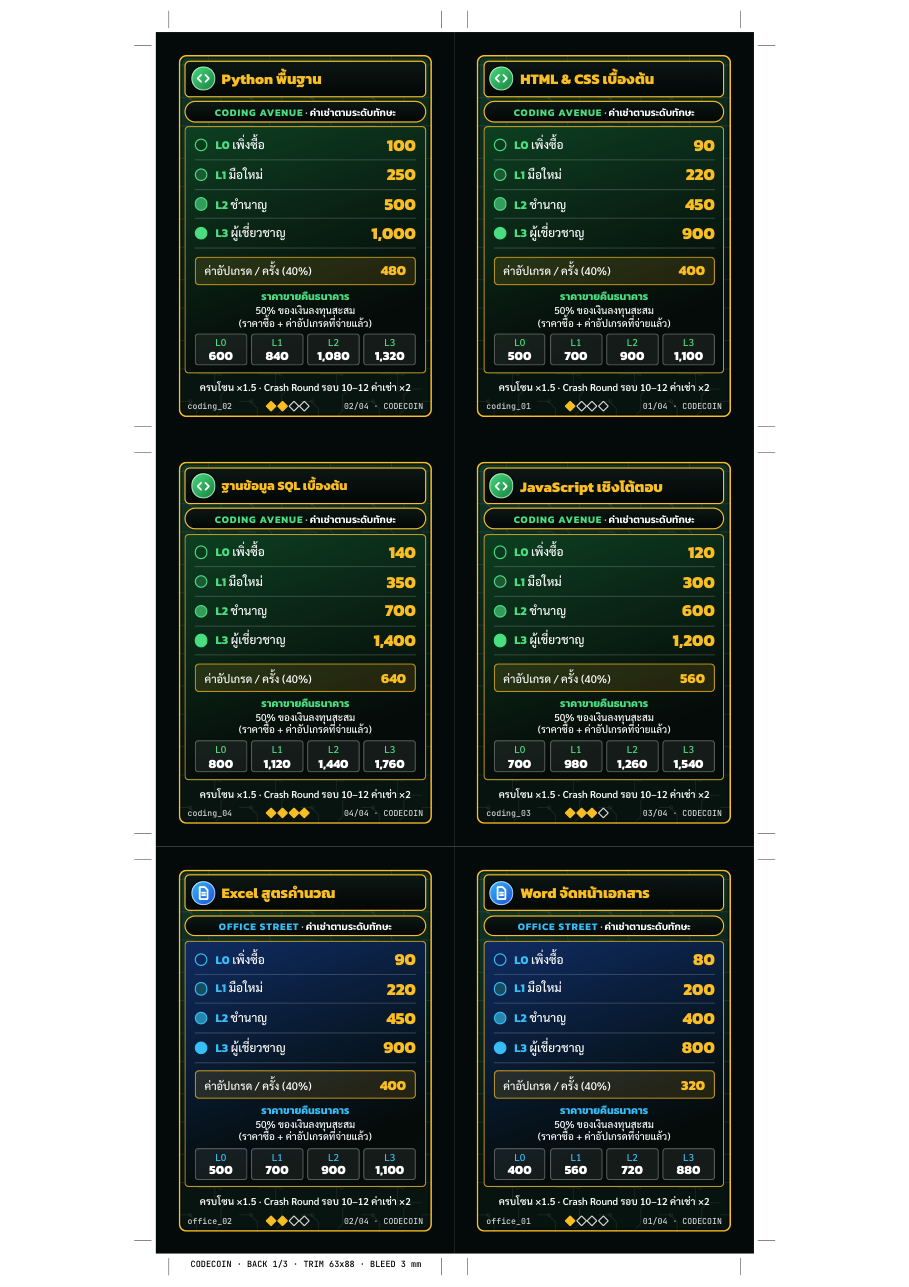 Python พื้นฐาน
CODING AVENUE · ค่าเช่าตามระดับทักษะ
L0 เพิ่งซื้อ 100
L1 มือใหม่ 250
L2 ชำนาญ 500
L3 ผู้เชี่ยวชาญ 1,000
ค่าอัปเกรด / ครั้ง (40%) 480
ราคาขายคืนธนาคาร
50% ของเงินลงทุนสะสม
(ราคาซื้อ + ค่าอัปเกรดที่จ่ายแล้ว)
L0 L1 L2 L3
600 840 1,080 1,320
ครบโซน ×1.5 · Crash Round รอบ 10–12 ค่าเช่า ×2
coding_02 02/04 · CODECOIN
HTML & CSS เบื้องต้น
CODING AVENUE · ค่าเช่าตามระดับทักษะ
L0 เพิ่งซื้อ 90
L1 มือใหม่ 220
L2 ชำนาญ 450
L3 ผู้เชี่ยวชาญ 900
ค่าอัปเกรด / ครั้ง (40%) 400
ราคาขายคืนธนาคาร
50% ของเงินลงทุนสะสม
(ราคาซื้อ + ค่าอัปเกรดที่จ่ายแล้ว)
L0 L1 L2 L3
500 700 900 1,100
ครบโซน ×1.5 · Crash Round รอบ 10–12 ค่าเช่า ×2
coding_01 01/04 · CODECOIN
ฐานข้อมูล SQL เบื้องต้น
CODING AVENUE · ค่าเช่าตามระดับทักษะ
L0 เพิ่งซื้อ 140
L1 มือใหม่ 350
L2 ชำนาญ 700
L3 ผู้เชี่ยวชาญ 1,400
ค่าอัปเกรด / ครั้ง (40%) 640
ราคาขายคืนธนาคาร
50% ของเงินลงทุนสะสม
(ราคาซื้อ + ค่าอัปเกรดที่จ่ายแล้ว)
L0 L1 L2 L3
800 1,120 1,440 1,760
ครบโซน ×1.5 · Crash Round รอบ 10–12 ค่าเช่า ×2
coding_04 04/04 · CODECOIN
JavaScript เชิงโต้ตอบ
CODING AVENUE · ค่าเช่าตามระดับทักษะ
L0 เพิ่งซื้อ 120
L1 มือใหม่ 300
L2 ชำนาญ 600
L3 ผู้เชี่ยวชาญ 1,200
ค่าอัปเกรด / ครั้ง (40%) 560
ราคาขายคืนธนาคาร
50% ของเงินลงทุนสะสม
(ราคาซื้อ + ค่าอัปเกรดที่จ่ายแล้ว)
L0 L1 L2 L3
700 980 1,260 1,540
ครบโซน ×1.5 · Crash Round รอบ 10–12 ค่าเช่า ×2
coding_03 03/04 · CODECOIN
Excel สูตรคำนวณ
OFFICE STREET · ค่าเช่าตามระดับทักษะ
L0 เพิ่งซื้อ 90
L1 มือใหม่ 220
L2 ชำนาญ 450
L3 ผู้เชี่ยวชาญ 900
ค่าอัปเกรด / ครั้ง (40%) 400
ราคาขายคืนธนาคาร
50% ของเงินลงทุนสะสม
(ราคาซื้อ + ค่าอัปเกรดที่จ่ายแล้ว)
L0 L1 L2 L3
500 700 900 1,100
ครบโซน ×1.5 · Crash Round รอบ 10–12 ค่าเช่า ×2
office_02 02/04 · CODECOIN
Word จัดหน้าเอกสาร
OFFICE STREET · ค่าเช่าตามระดับทักษะ
L0 เพิ่งซื้อ 80
L1 มือใหม่ 200
L2 ชำนาญ 400
L3 ผู้เชี่ยวชาญ 800
ค่าอัปเกรด / ครั้ง (40%) 320
ราคาขายคืนธนาคาร
50% ของเงินลงทุนสะสม
(ราคาซื้อ + ค่าอัปเกรดที่จ่ายแล้ว)
L0 L1 L2 L3
400 560 720 880
ครบโซน ×1.5 · Crash Round รอบ 10–12 ค่าเช่า ×2
office_01 01/04 · CODECOIN
CODECOIN · BACK 1/3 · TRIM 63x88 · BLEED 3 mm